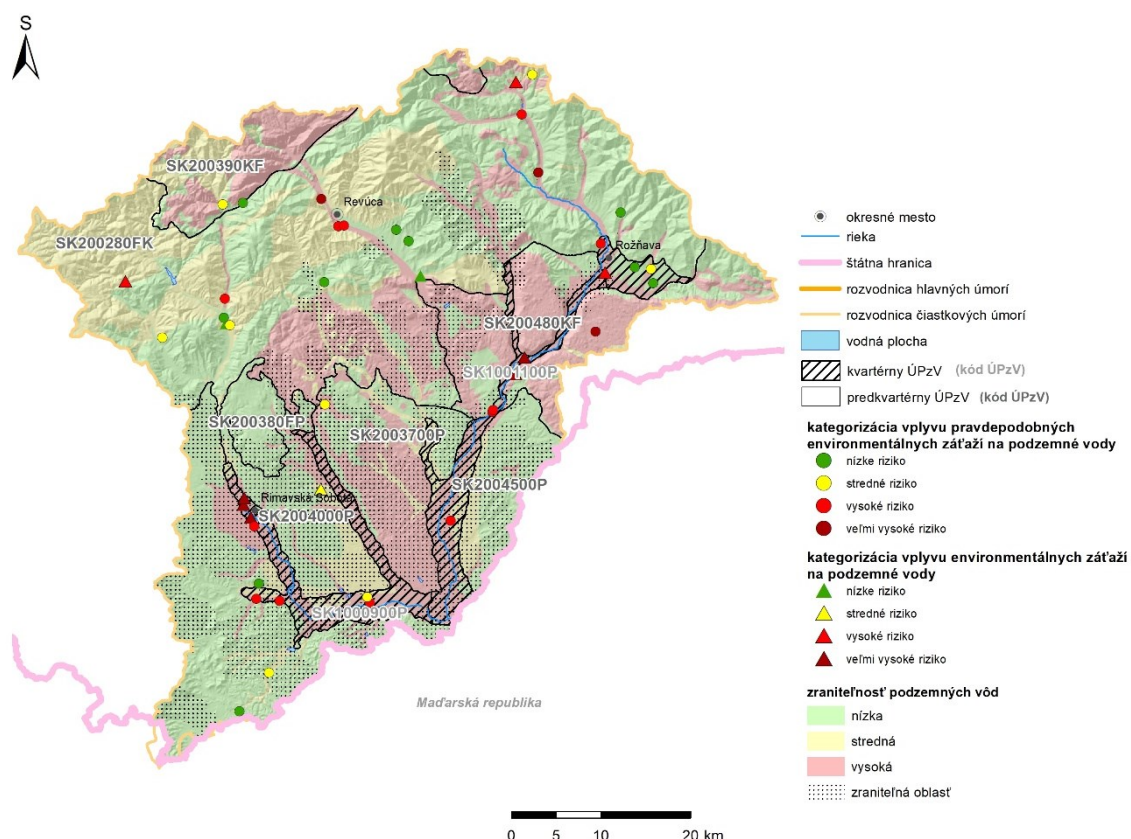 S
SK200390KF
Revúca
SK200280FK
Rožňava
SK200480KF
SK1001100P
SK200380FP
SK2003700P
SK2004500P
Rimavská Sobota
SK2004000P
SK1000900P
Maďarská republika
0 5 10 20 km
okresné mesto
rieka
štátna hranica
rozvodnica hlavných úmorí
rozvodnica čiastkových úmorí
vodná plocha
kvartérny ÚPzV (kód ÚPzV)
predkvartérny ÚPzV (kód ÚPzV)
kategorizácia vplyvu pravdepodobných
environmentálnych záťaží na podzemné vody
nízke riziko
stredné riziko
vysoké riziko
veľmi vysoké riziko
kategorizácia vplyvu environmentálnych záťaží
na podzemné vody
nízke riziko
stredné riziko
vysoké riziko
veľmi vysoké riziko
zraniteľnosť podzemných vôd
nízka
stredná
vysoká
zraniteľná oblasť